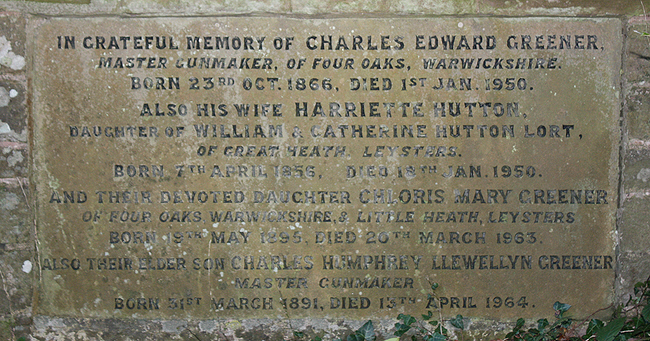 IN GRATEFUL MEMORY OF CHARLES EDWARD GREENER,
MASTER GUNMAKER, OF FOUR OAKS, WARWICKSHIRE.
BORN 23RD OCT. 1866, DIED 1ST JAN. 1950.
ALSO HIS WIFE HARRIETTE HUTTON,
DAUGHTER OF WILLIAM & CATHERINE HUTTON LORT,
OF GREAT HEATH, LEYSTERS.
BORN 7TH APRIL 1856, DIED 18TH JAN. 1950.
AND THEIR DEVOTED DAUGHTER CHLORIS MARY GREENER
OF FOUR OAKS, WARWICKSHIRE, & LITTLE HEATH, LEYSTERS
BORN 19TH MAY 1895, DIED 20TH MARCH 1963.
ALSO THEIR ELDER SON CHARLES HUMPHREY LLEWELLYN GREENER
MASTER GUNMAKER
BORN 31ST MARCH 1891, DIED 13TH APRIL 1964.